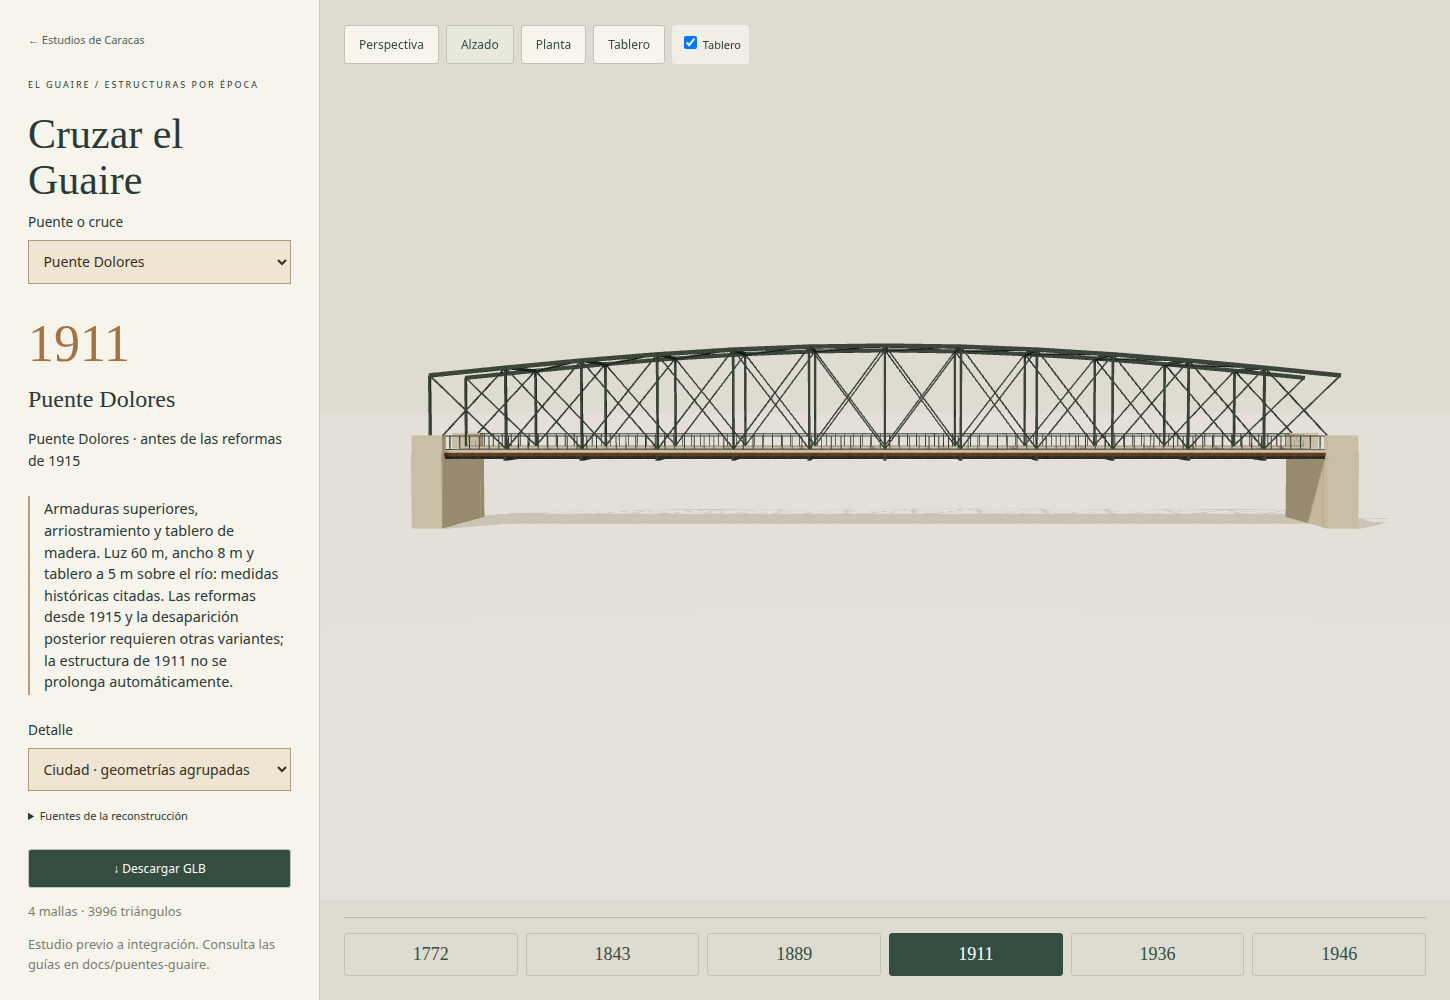 ← Estudios de Caracas
EL GUAIRE / ESTRUCTURAS POR ÉPOCA
Cruzar el
Guaire
Puente o cruce
Puente Dolores
1911
Puente Dolores
Puente Dolores · antes de las reformas
de 1915
Armaduras superiores,
arriostramiento y tablero de
madera. Luz 60 m, ancho 8 m y
tablero a 5 m sobre el río: medidas
históricas citadas. Las reformas
desde 1915 y la desaparición
posterior requieren otras variantes;
la estructura de 1911 no se
prolonga automáticamente.
Detalle
Ciudad · geometrías agrupadas
▶ Fuentes de la reconstrucción
↓ Descargar GLB
4 mallas · 3996 triángulos
Estudio previo a integración. Consulta las
guías en docs/puentes-guaire.
Perspectiva Alzado Planta Tablero Tablero
1772 1843 1889 1911 1936 1946